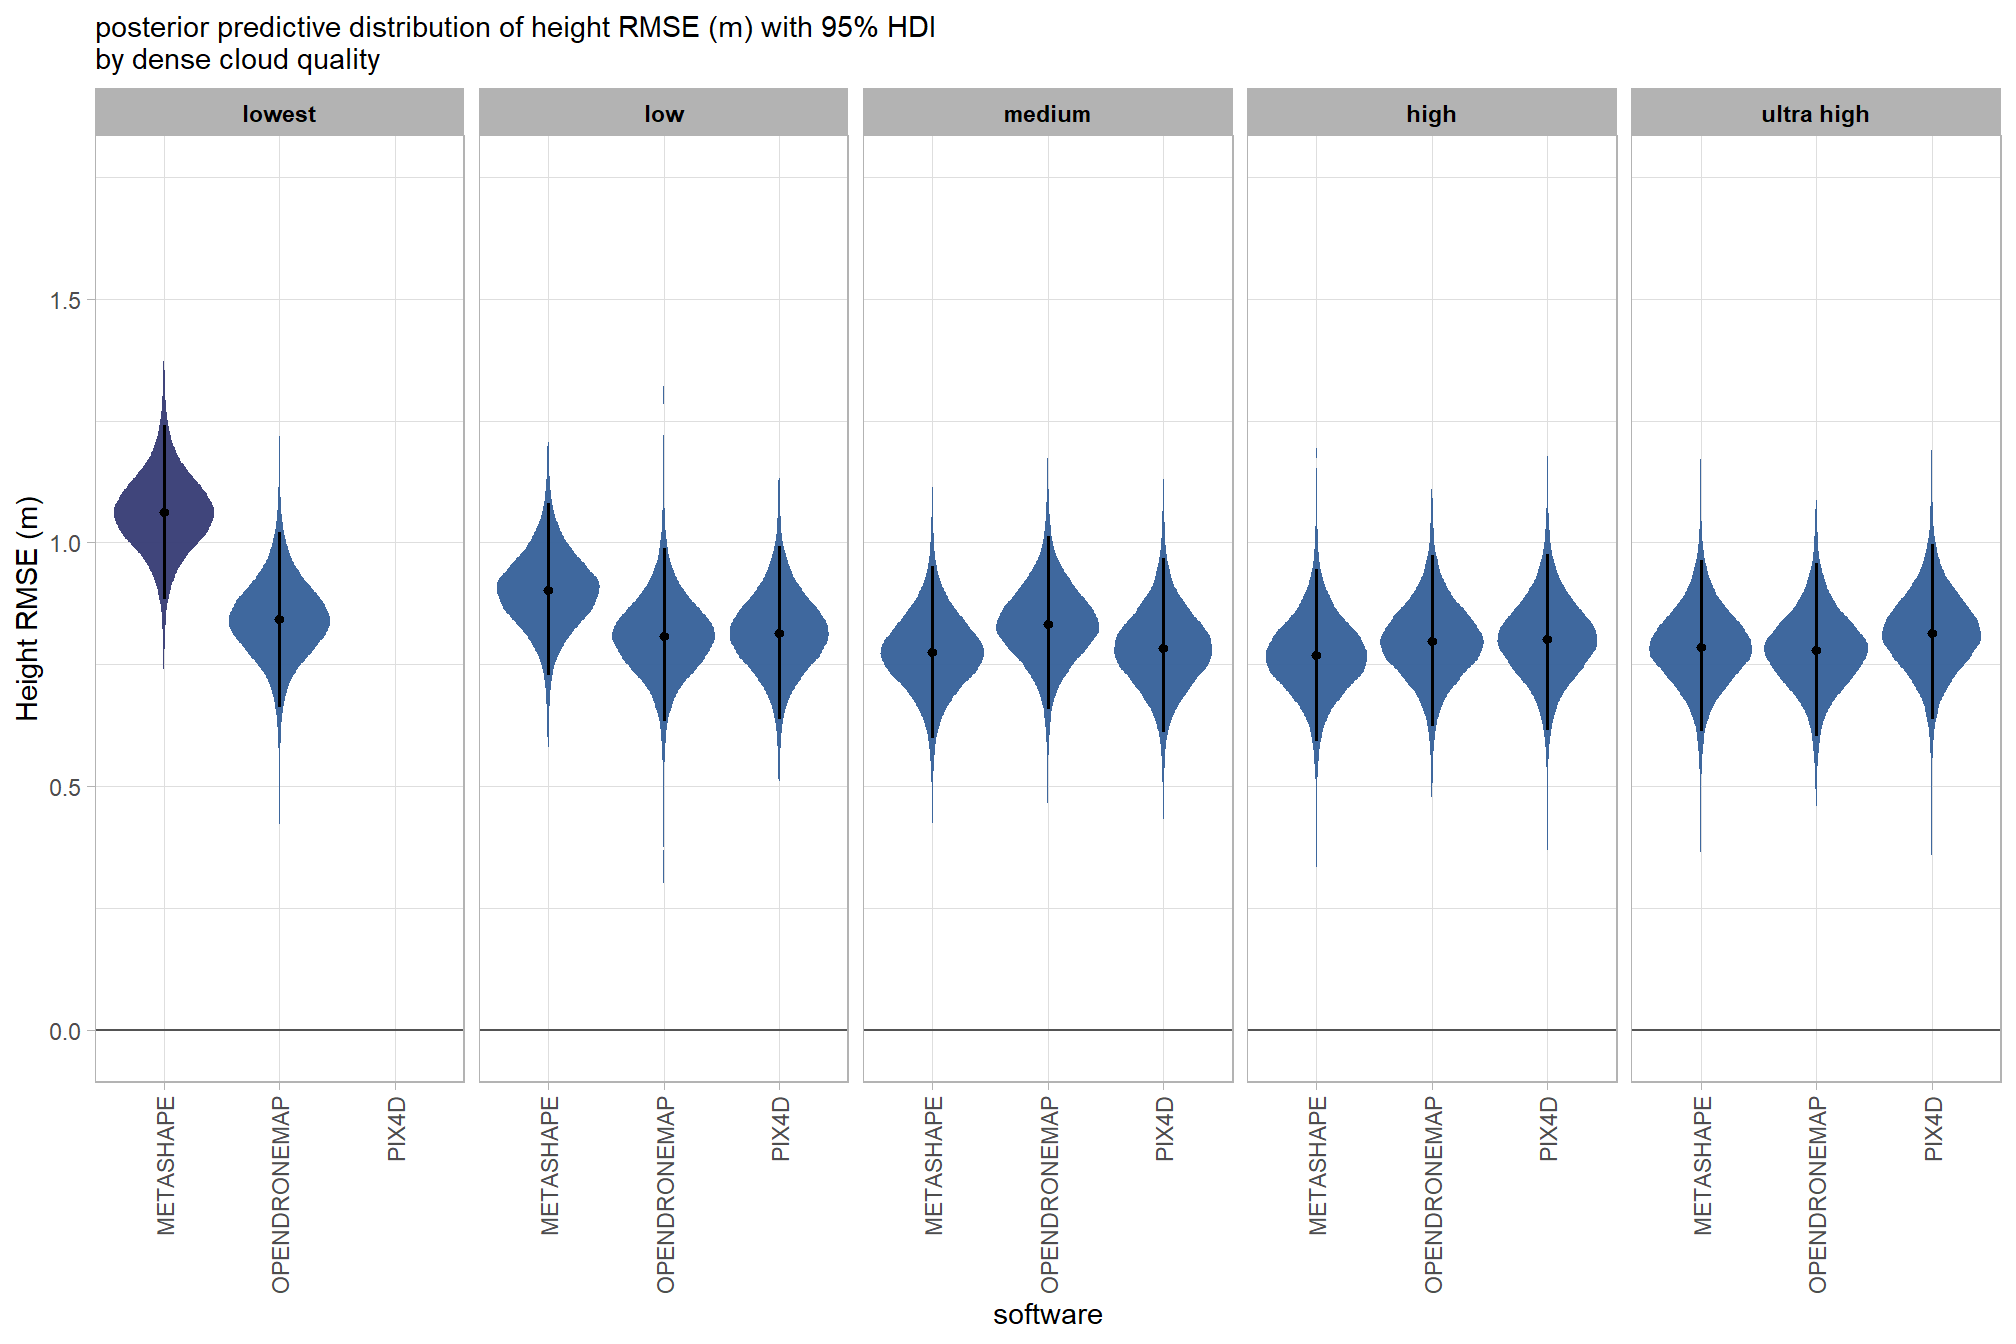 posterior predictive distribution of height RMSE (m) with 95% HDI
by dense cloud quality
lowest
low
medium
high
ultra high
Height RMSE (m)
1.5
1.0
0.5
0.0
METASHAPE
OPENDRONEMAP
PIX4D
METASHAPE
OPENDRONEMAP
PIX4D
METASHAPE
OPENDRONEMAP
PIX4D
METASHAPE
OPENDRONEMAP
PIX4D
METASHAPE
OPENDRONEMAP
PIX4D
software